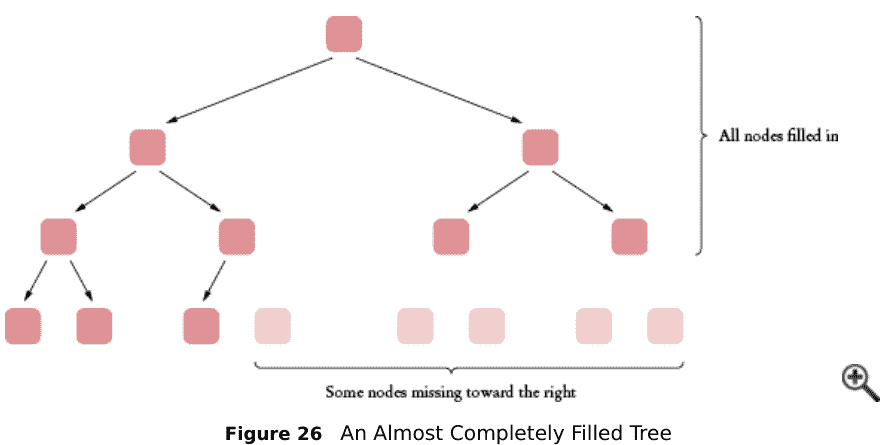 All nodes filled in
Some nodes missing toward the right
Figure 26 An Almost Completely Filled Tree